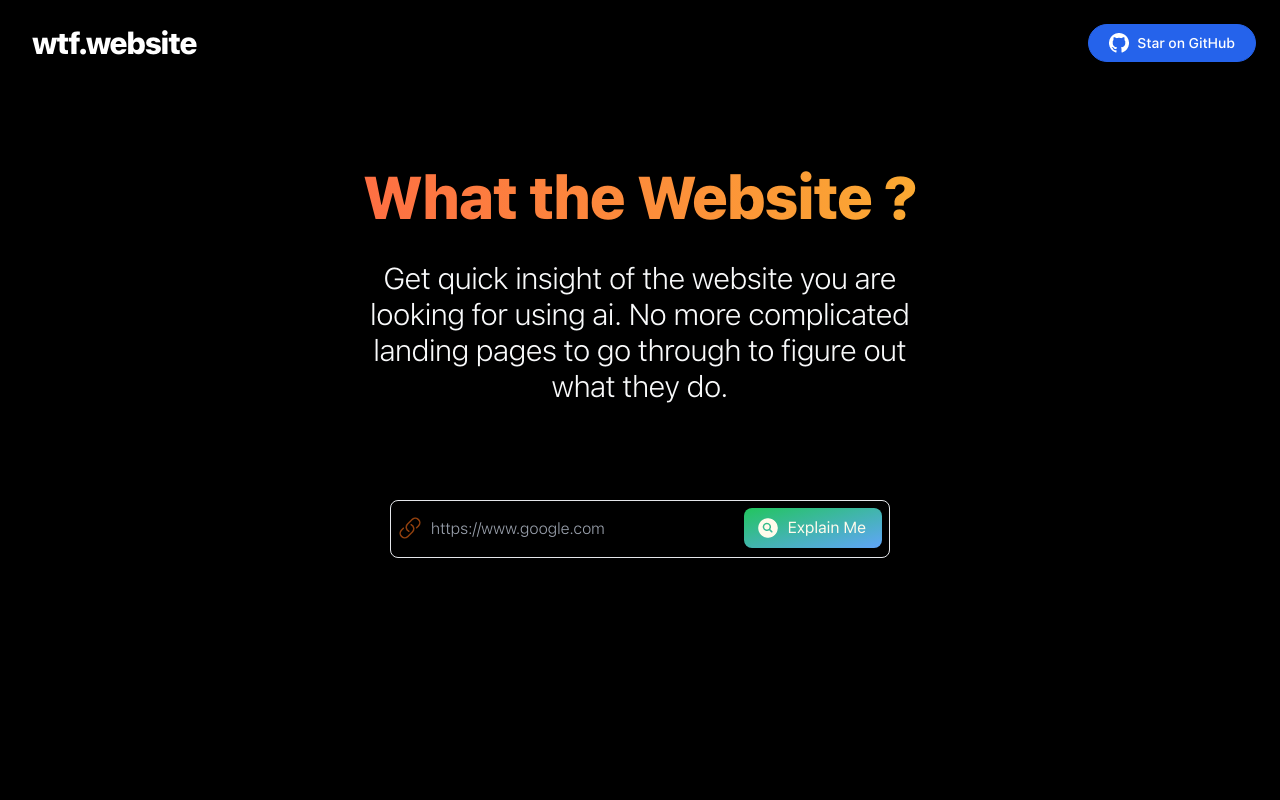 wtf.website
Star on GitHub
What the Website ?
Get quick insight of the website you are
looking for using ai. No more complicated
landing pages to go through to figure out
what they do.
https://www.google.com
Explain Me